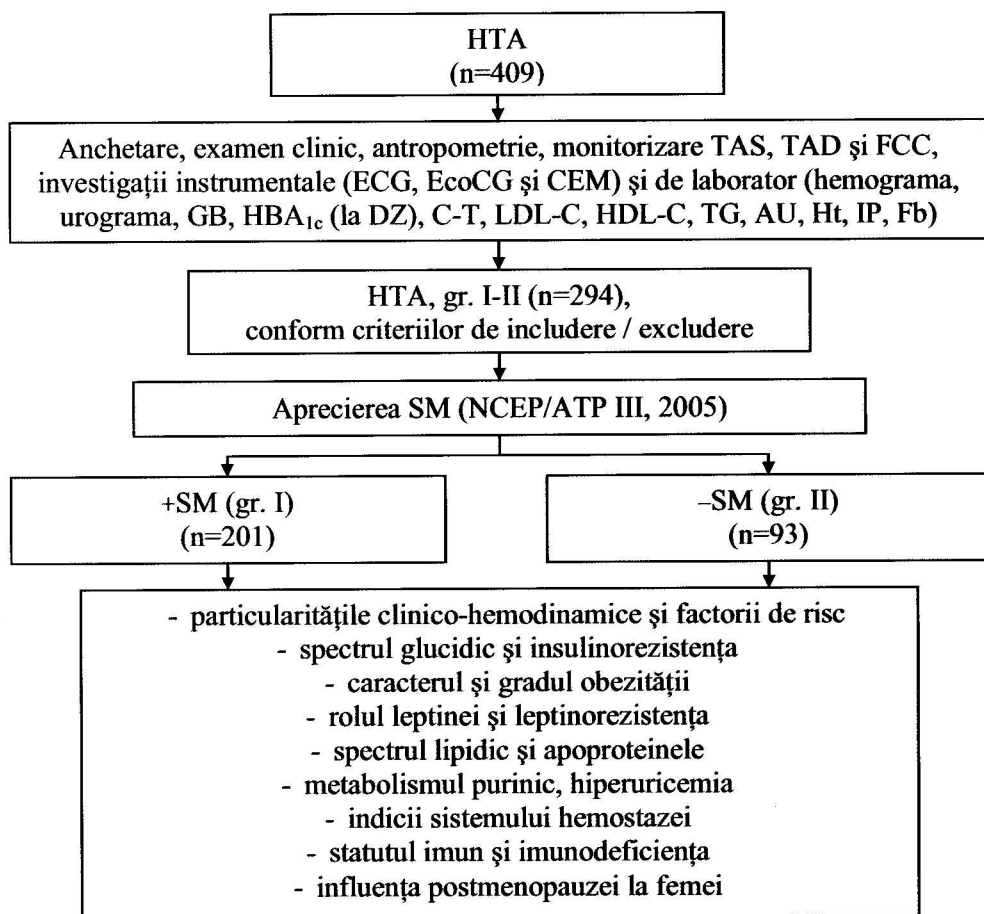 HTA
(n=409)
Anchetare, examen clinic, antropometrie, monitorizare TAS, TAD şi FCC,
investigaţii instrumentale (ECG, EcoCG şi CEM) şi de laborator (hemograma,
urograma, GB, HBA1c (la DZ), C-T, LDL-C, HDL-C, TG, AU, Ht, IP, Fb)
HTA, gr. I-II (n=294),
conform criteriilor de includere / excludere
Aprecierea SM (NCEP/ATP III, 2005)
+SM (gr. I)
(n=201)
–SM (gr. II)
(n=93)
- particularităţile clinico-hemodinamice şi factorii de risc
- spectrul glucidic şi insulinorezistenţa
- caracterul şi gradul obezităţii
- rolul leptinei şi leptinorezistenţa
- spectrul lipidic şi apoproteinele
- metabolismul purinic, hiperuricemia
- indicii sistemului hemostazei
- statutul imun şi imunodeficienţa
- influenţa postmenopauzei la femei